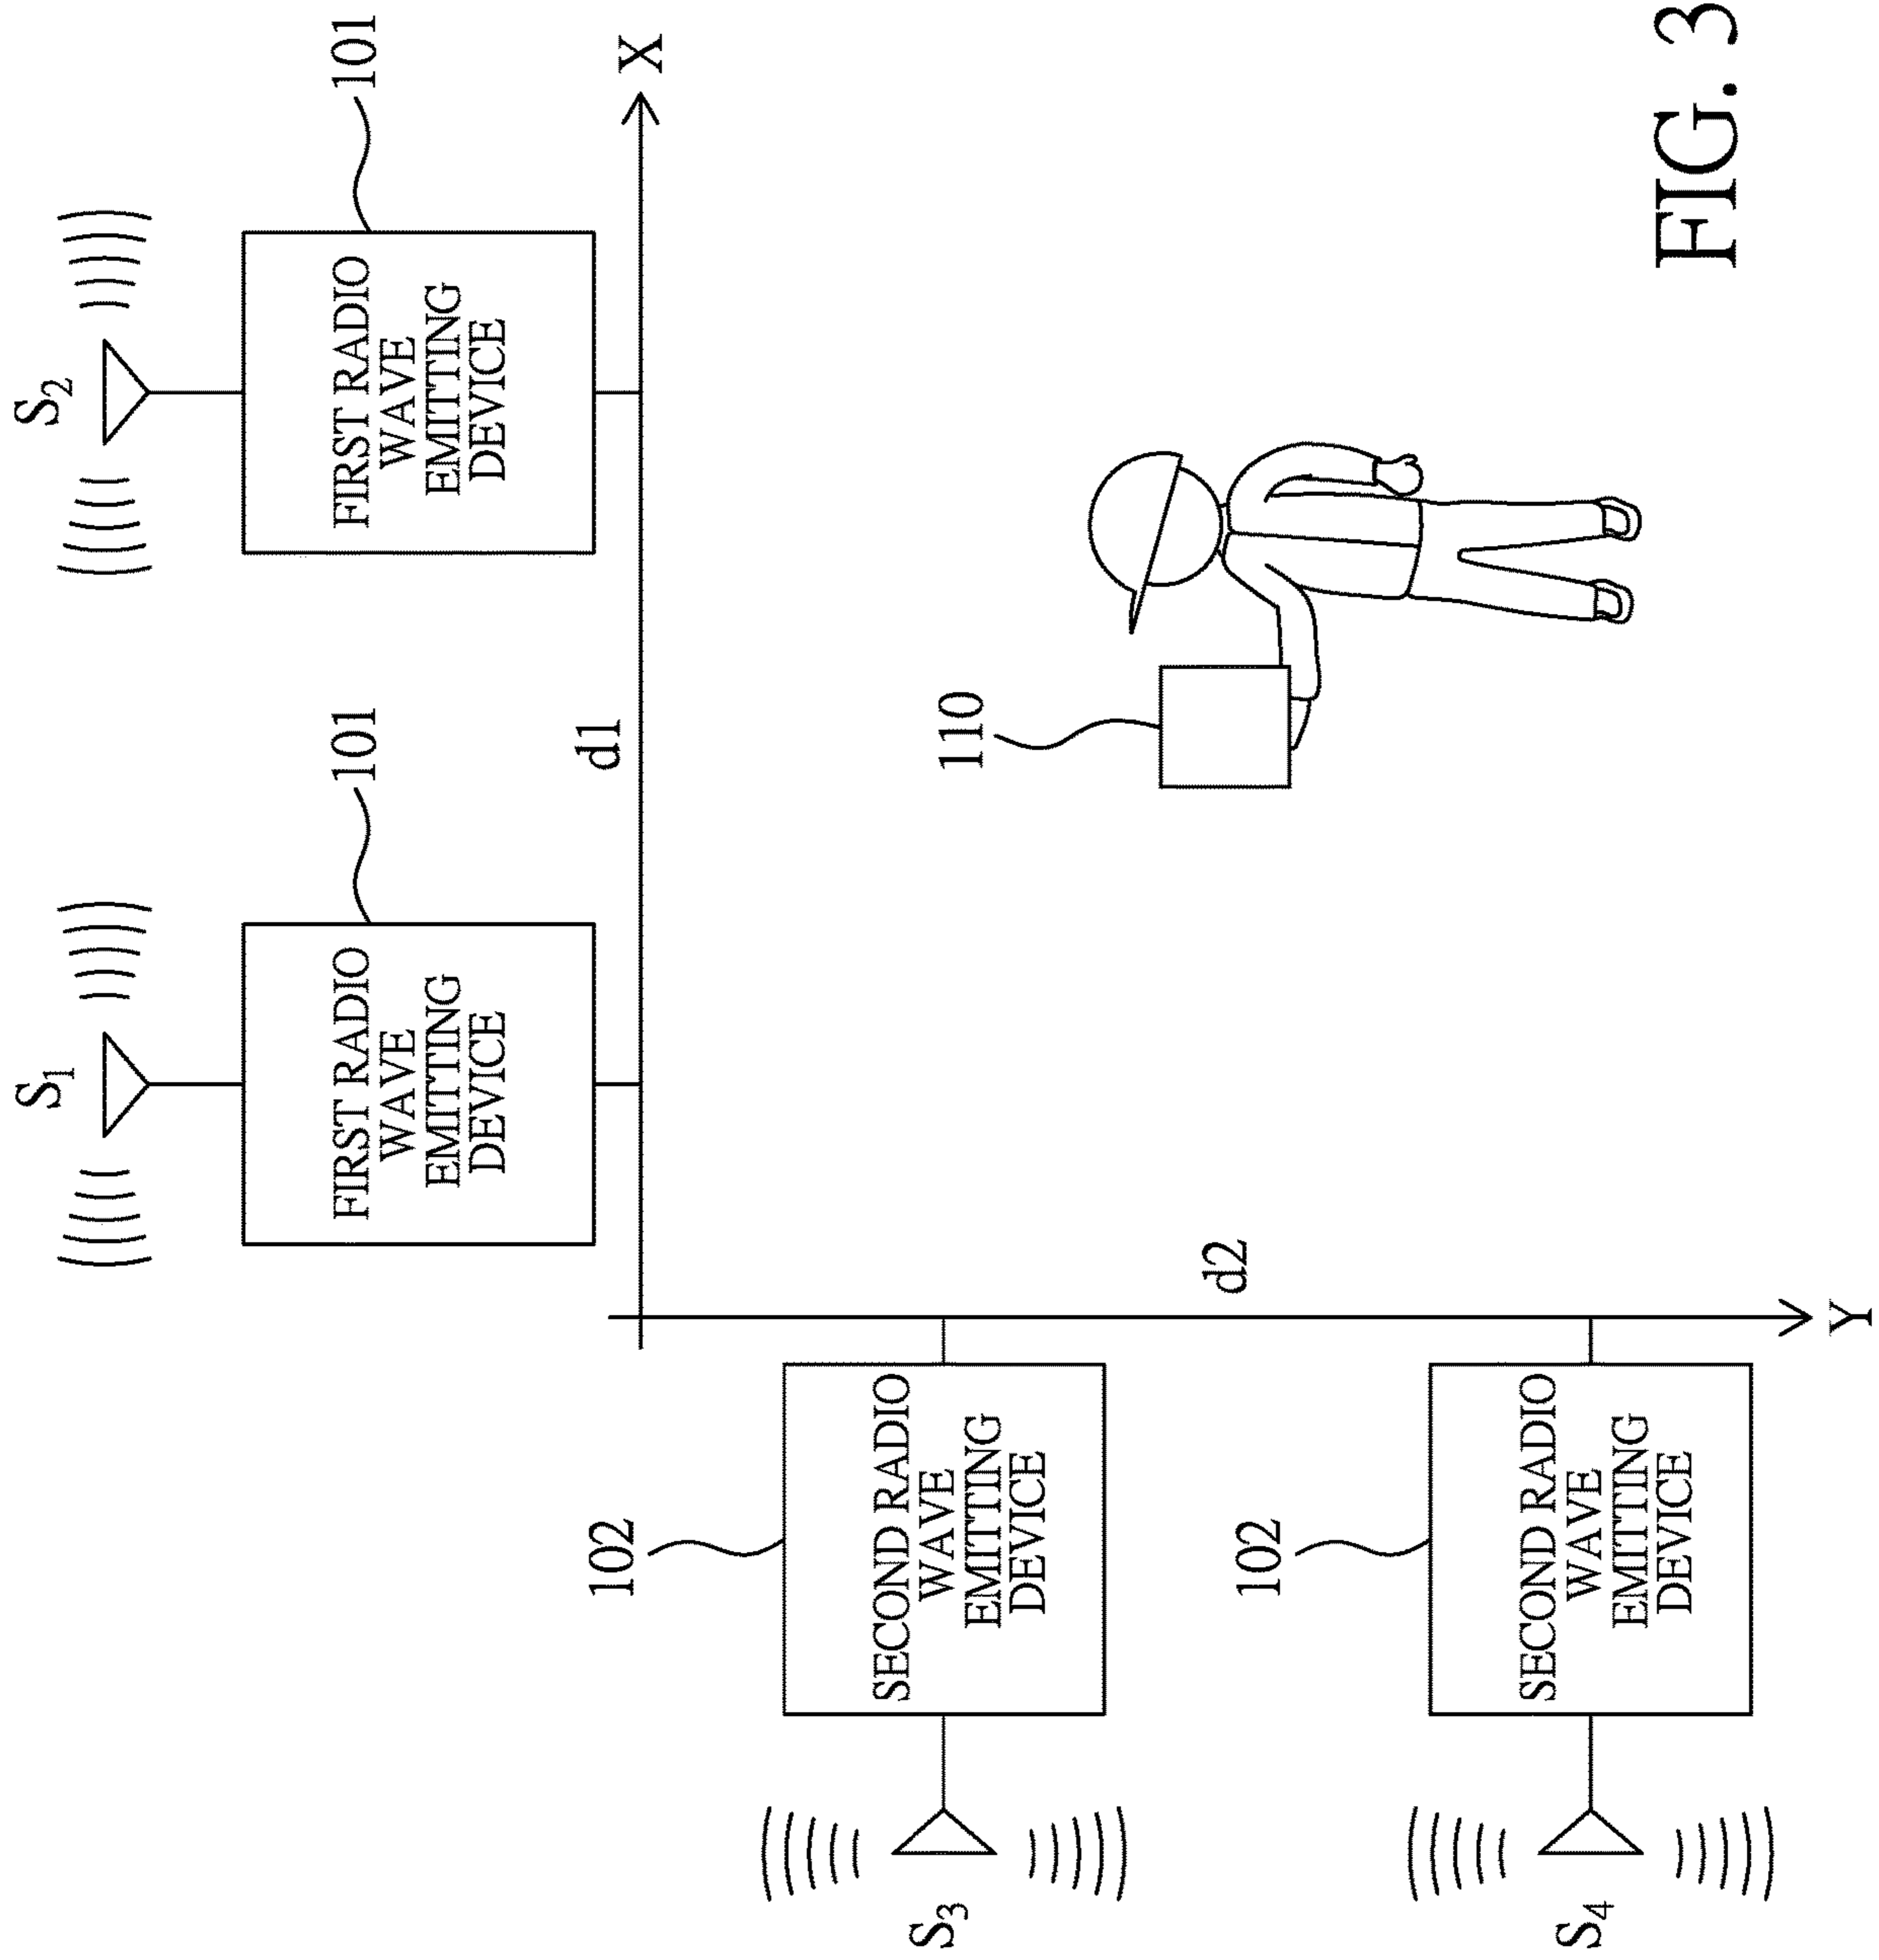 S1
S2
FIRST RADIO
WAVE
EMITTING
DEVICE
101
FIRST RADIO
WAVE
EMITTING
DEVICE
101
d1
X
102
SECOND RADIO
WAVE
EMITTING
DEVICE
S3
110
d2
102
SECOND RADIO
WAVE
EMITTING
DEVICE
S4
Y
FIG. 3